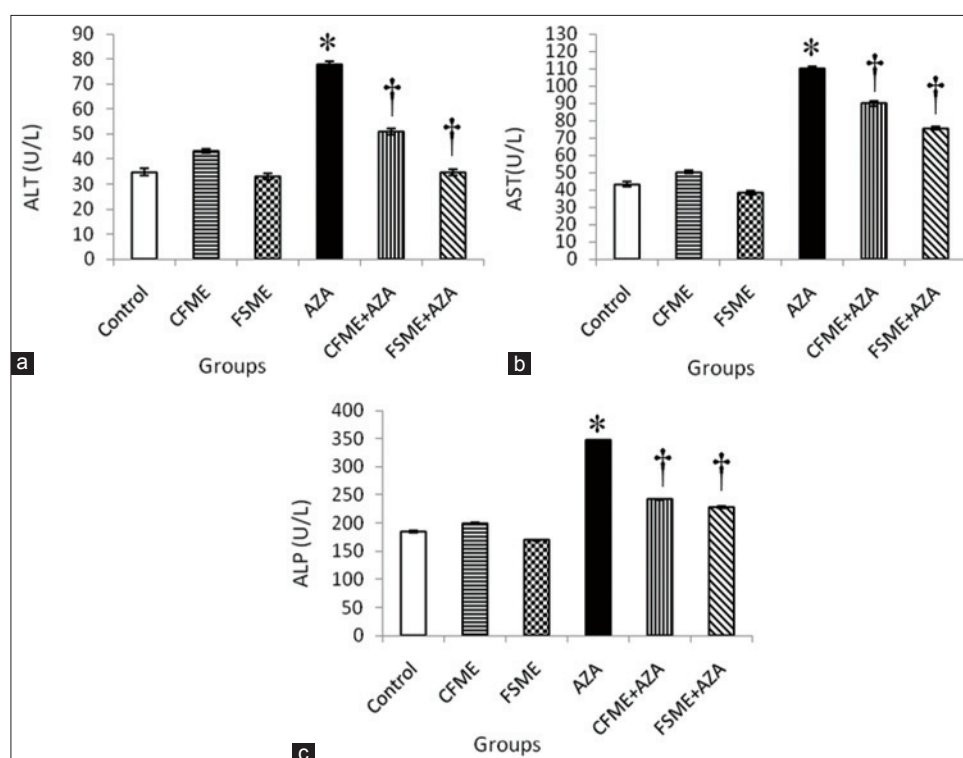 90
80
70
60
50
40
30
20
10
0
ALT (U/L)
*
†
†
Control
CFME
FSME
AZA
CFME+AZA
FSME+AZA
Groups
a
130
120
110
100
90
80
70
60
50
40
30
20
10
0
AST(U/L)
*
†
†
Control
CFME
FSME
AZA
CFME+AZA
FSME+AZA
Groups
b
400
350
300
250
200
150
100
50
0
ALP (U/L)
*
†
†
Control
CFME
FSME
AZA
CFME+AZA
FSME+AZA
Groups
c